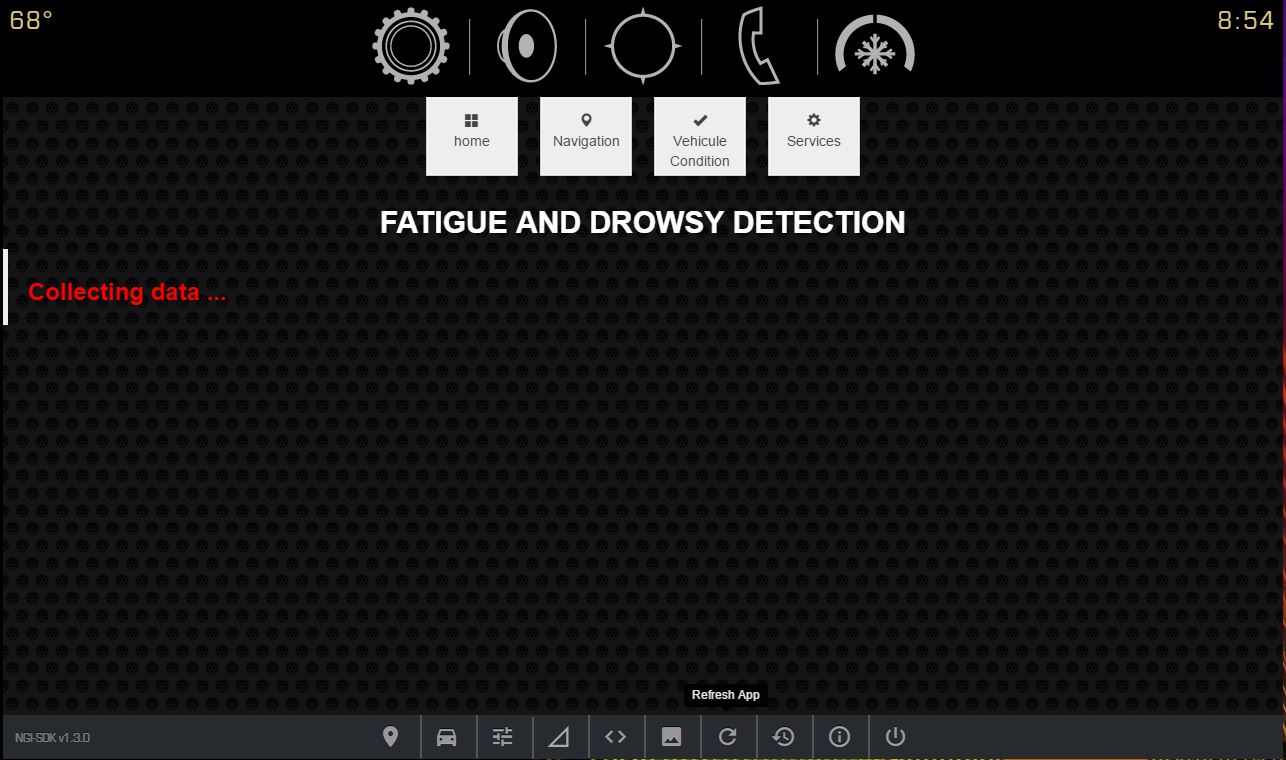 68°
8:54
home
Navigation
Vehicule
Condition
Services
FATIGUE AND DROWSY DETECTION
Collecting data ...
Refresh App
NGI-SDK v1.3.0